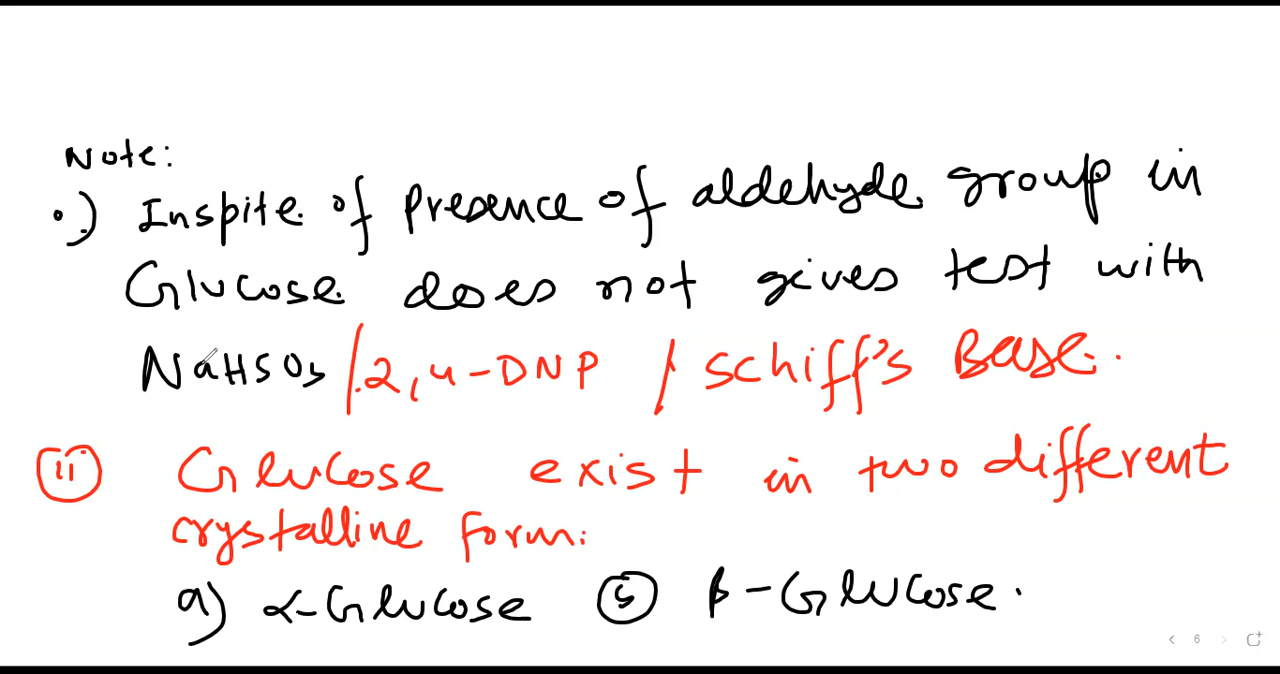 Note:
.) Inspite of Presence of aldehyde group in
Glucose does not gives test with
NaHSO3 / 2,4-DNP / Schiff's Base.
(ii) Glucose exist in two different
crystalline form:
a) α-Glucose (b) β-Glucose.
< 6 >